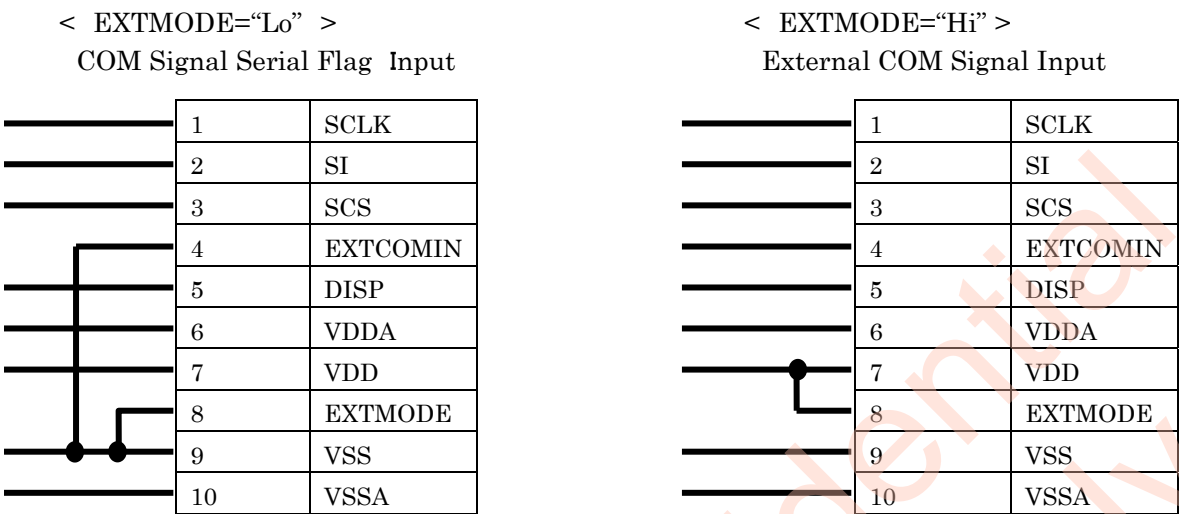 < EXTMODE=“Lo” >
COM Signal Serial Flag Input
1 SCLK
2 SI
3 SCS
4 EXTCOMIN
5 DISP
6 VDDA
7 VDD
8 EXTMODE
9 VSS
10 VSSA
< EXTMODE=“Hi” >
External COM Signal Input
1 SCLK
2 SI
3 SCS
4 EXTCOMIN
5 DISP
6 VDDA
7 VDD
8 EXTMODE
9 VSS
10 VSSA